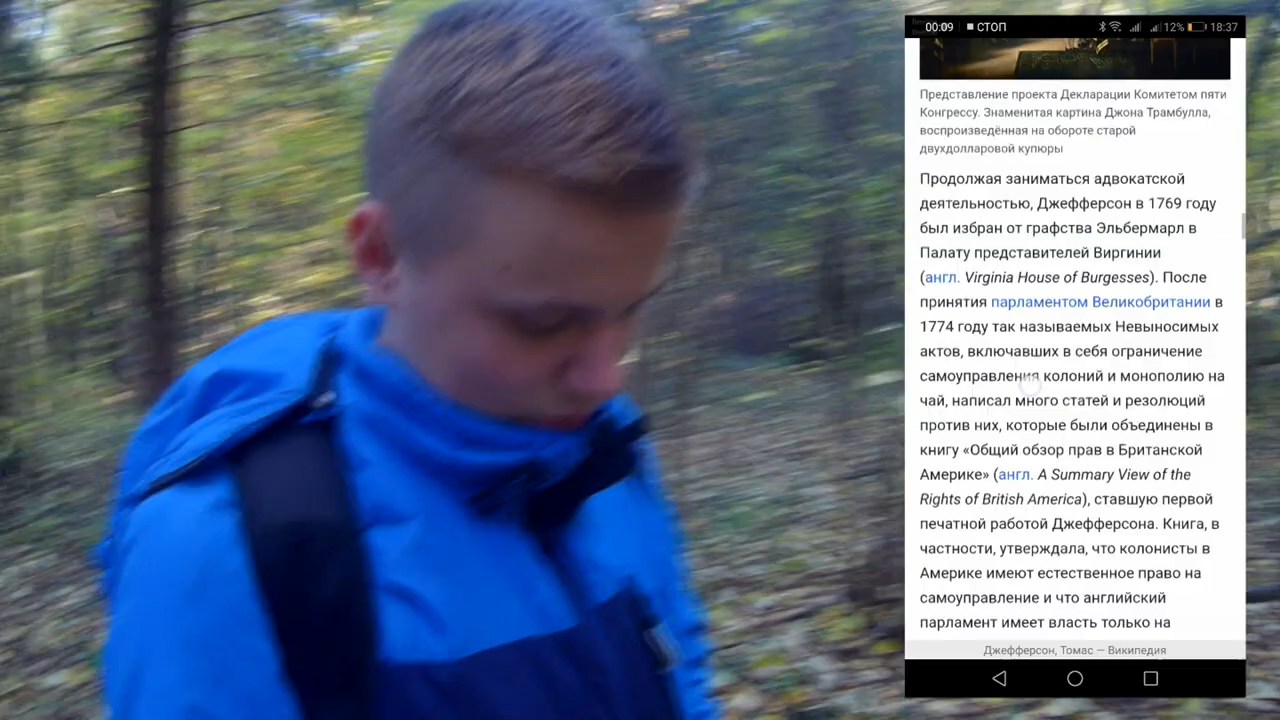 00:09 СТОП 12% 18:37
Представление проекта Декларации Комитетом пяти
Конгрессу. Знаменитая картина Джона Трамбулла,
воспроизведённая на обороте старой
двухдолларовой купюры
Продолжая заниматься адвокатской
деятельностью, Джефферсон в 1769 году
был избран от графства Эльбермарл в
Палату представителей Виргинии
(англ. Virginia House of Burgesses). После
принятия парламентом Великобритании в
1774 году так называемых Невыносимых
актов, включавших в себя ограничение
самоуправления колоний и монополию на
чай, написал много статей и резолюций
против них, которые были объединены в
книгу «Общий обзор прав в Британской
Америке» (англ. A Summary View of the
Rights of British America), ставшую первой
печатной работой Джефферсона. Книга, в
частности, утверждала, что колонисты в
Америке имеют естественное право на
самоуправление и что английский
парламент имеет власть только на
Джефферсон, Томас — Википедия